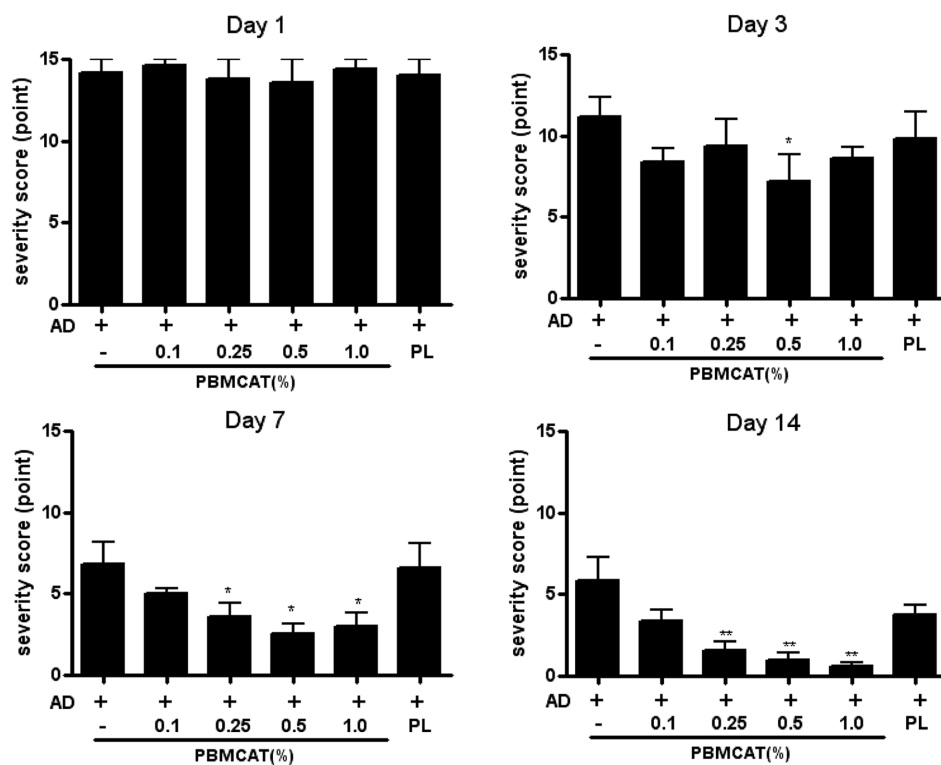 Day 1
severity score (point)
15
10
5
0
AD + + + + + +
- 0.1 0.25 0.5 1.0 PL
PBMCAT(%)
Day 3
severity score (point)
15
10
5
0
*
AD + + + + + +
- 0.1 0.25 0.5 1.0 PL
PBMCAT(%)
Day 7
severity score (point)
15
10
5
0
* * *
AD + + + + + +
- 0.1 0.25 0.5 1.0 PL
PBMCAT(%)
Day 14
severity score (point)
15
10
5
0
** ** **
AD + + + + + +
- 0.1 0.25 0.5 1.0 PL
PBMCAT(%)